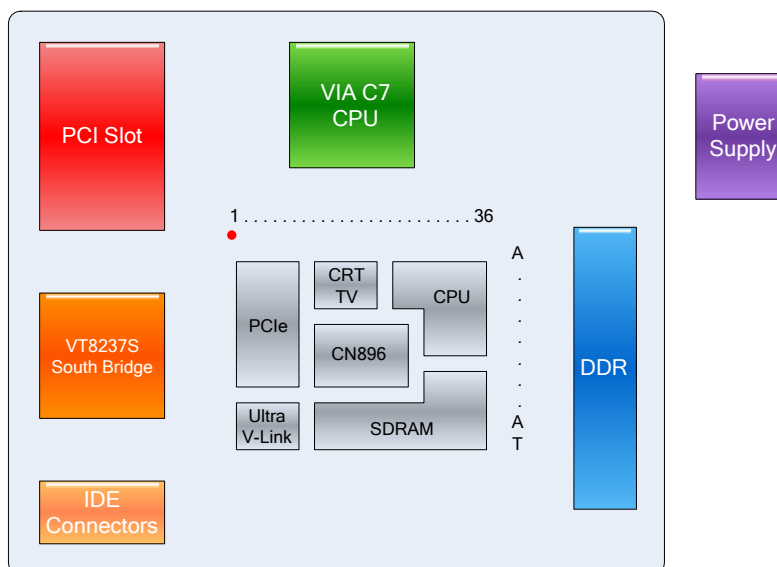 PCI Slot
VIA C7
CPU
Power
Supply
1 . . . . . . . . . . . . . . . . . . . . . . . . 36
A
.
.
.
.
.
.
.
A
T
CRT
TV
CPU
PCIe
CN896
Ultra
V-Link
SDRAM
VT8237S
South Bridge
DDR
IDE
Connectors